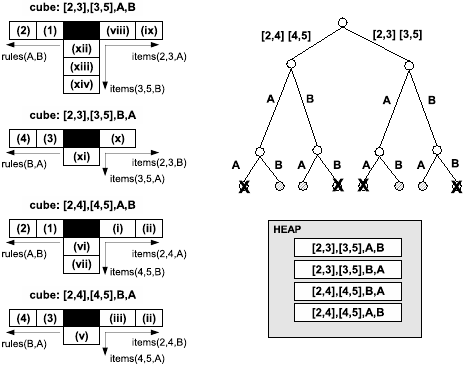 cube: [2,3],[3,5],A,B
(2) (1) (viii) (ix)
rules(A,B) (xii) items(2,3,A)
(xiii)
(xiv) items(3,5,B)
cube: [2,3],[3,5],B,A
(4) (3) (x)
rules(B,A) (xi) items(2,3,B)
items(3,5,A)
cube: [2,4],[4,5],A,B
(2) (1) (i) (ii)
rules(A,B) (vi) items(2,4,A)
(vii) items(4,5,B)
cube: [2,4],[4,5],B,A
(4) (3) (iii) (ii)
rules(B,A) (v) items(2,4,B)
items(4,5,A)
[2,4] [4,5] [2,3] [3,5]
A B A B
A B A B A B A B
X X X X
HEAP
[2,3],[3,5],A,B
[2,3],[3,5],B,A
[2,4],[4,5],B,A
[2,4],[4,5],A,B